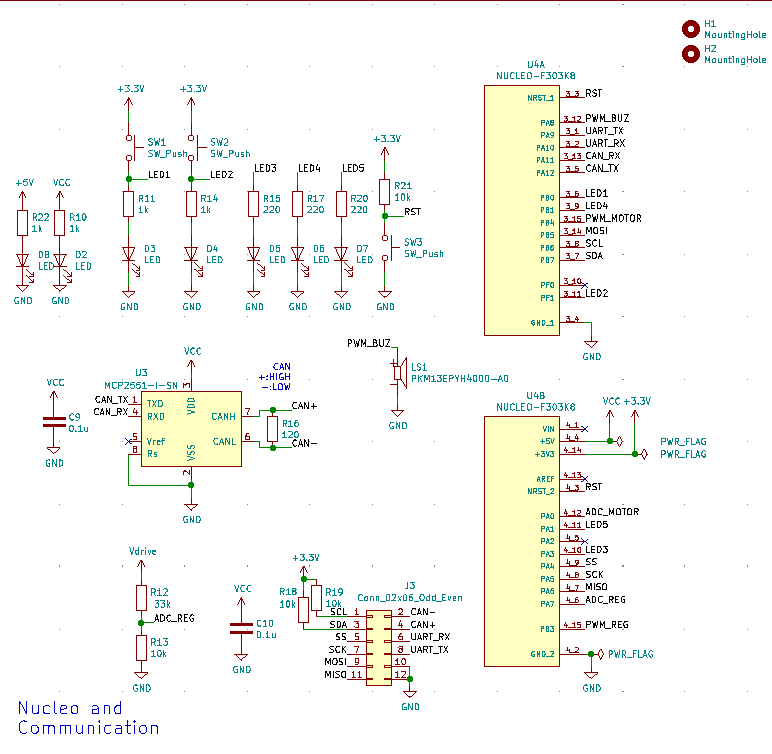 H1
MountingHole
H2
MountingHole
U4A
NUCLEO-F303K8
NRST_1 3_3 RST
PA8 3_12 PWM_BUZ
PA9 3_1 UART_TX
PA10 3_2 UART_RX
PA11 3_13 CAN_RX
PA12 3_5 CAN_TX
PB0 3_6 LED1
PB1 3_9 LED4
PB4 3_15 PWM_MOTOR
PB5 3_14 MOSI
PB6 3_8 SCL
PB7 3_7 SDA
PF0 3_10
PF1 3_11 LED2
GND_1 3_4
GND
+3.3V
+3.3V
SW1
SW_Push
SW2
SW_Push
LED1
LED2
LED3
LED4
LED5
+3.3V
+5V
VCC
R22
1k
R10
1k
R11
1k
R14
1k
R15
220
R17
220
R20
220
R21
10k
RST
D8
LED
D2
LED
D3
LED
D4
LED
D5
LED
D6
LED
D7
LED
SW3
SW_Push
GND
GND
GND
GND
GND
GND
GND
GND
VCC
U3
MCP2551-I-SN
CAN
+:HIGH
-:LOW
CAN_TX 1 TXD
CAN_RX 4 RXD
5 Vref
8 Rs
3
VDD
VSS
2
CANH 7 CAN+
CANL 6 CAN-
R16
120
GND
VCC
C9
0.1u
GND
PWM_BUZ
LS1
PKM13EPYH4000-A0
GND
U4B
NUCLEO-F303K8
VCC +3.3V
VIN 4_1
+5V 4_4 PWR_FLAG
+3V3 4_14 PWR_FLAG
AREF 4_13
NRST_2 4_3 RST
PA0 4_12 ADC_MOTOR
PA1 4_11 LED5
PA2 4_5
PA3 4_10 LED3
PA4 4_9 SS
PA5 4_8 SCK
PA6 4_7 MISO
PA7 4_6 ADC_REG
PB3 4_15 PWM_REG
GND_2 4_2 PWR_FLAG
GND
Vdrive
R12
33k
ADC_REG
R13
10k
GND
VCC
C10
0.1u
GND
+3.3V
R18
10k
R19
10k
J3
Conn_02x06_Odd_Even
SCL 1 2 CAN-
SDA 3 4 CAN+
SS 5 6 UART_RX
SCK 7 8 UART_TX
MOSI 9 10
MISO 11 12
GND
Nucleo and
Communication